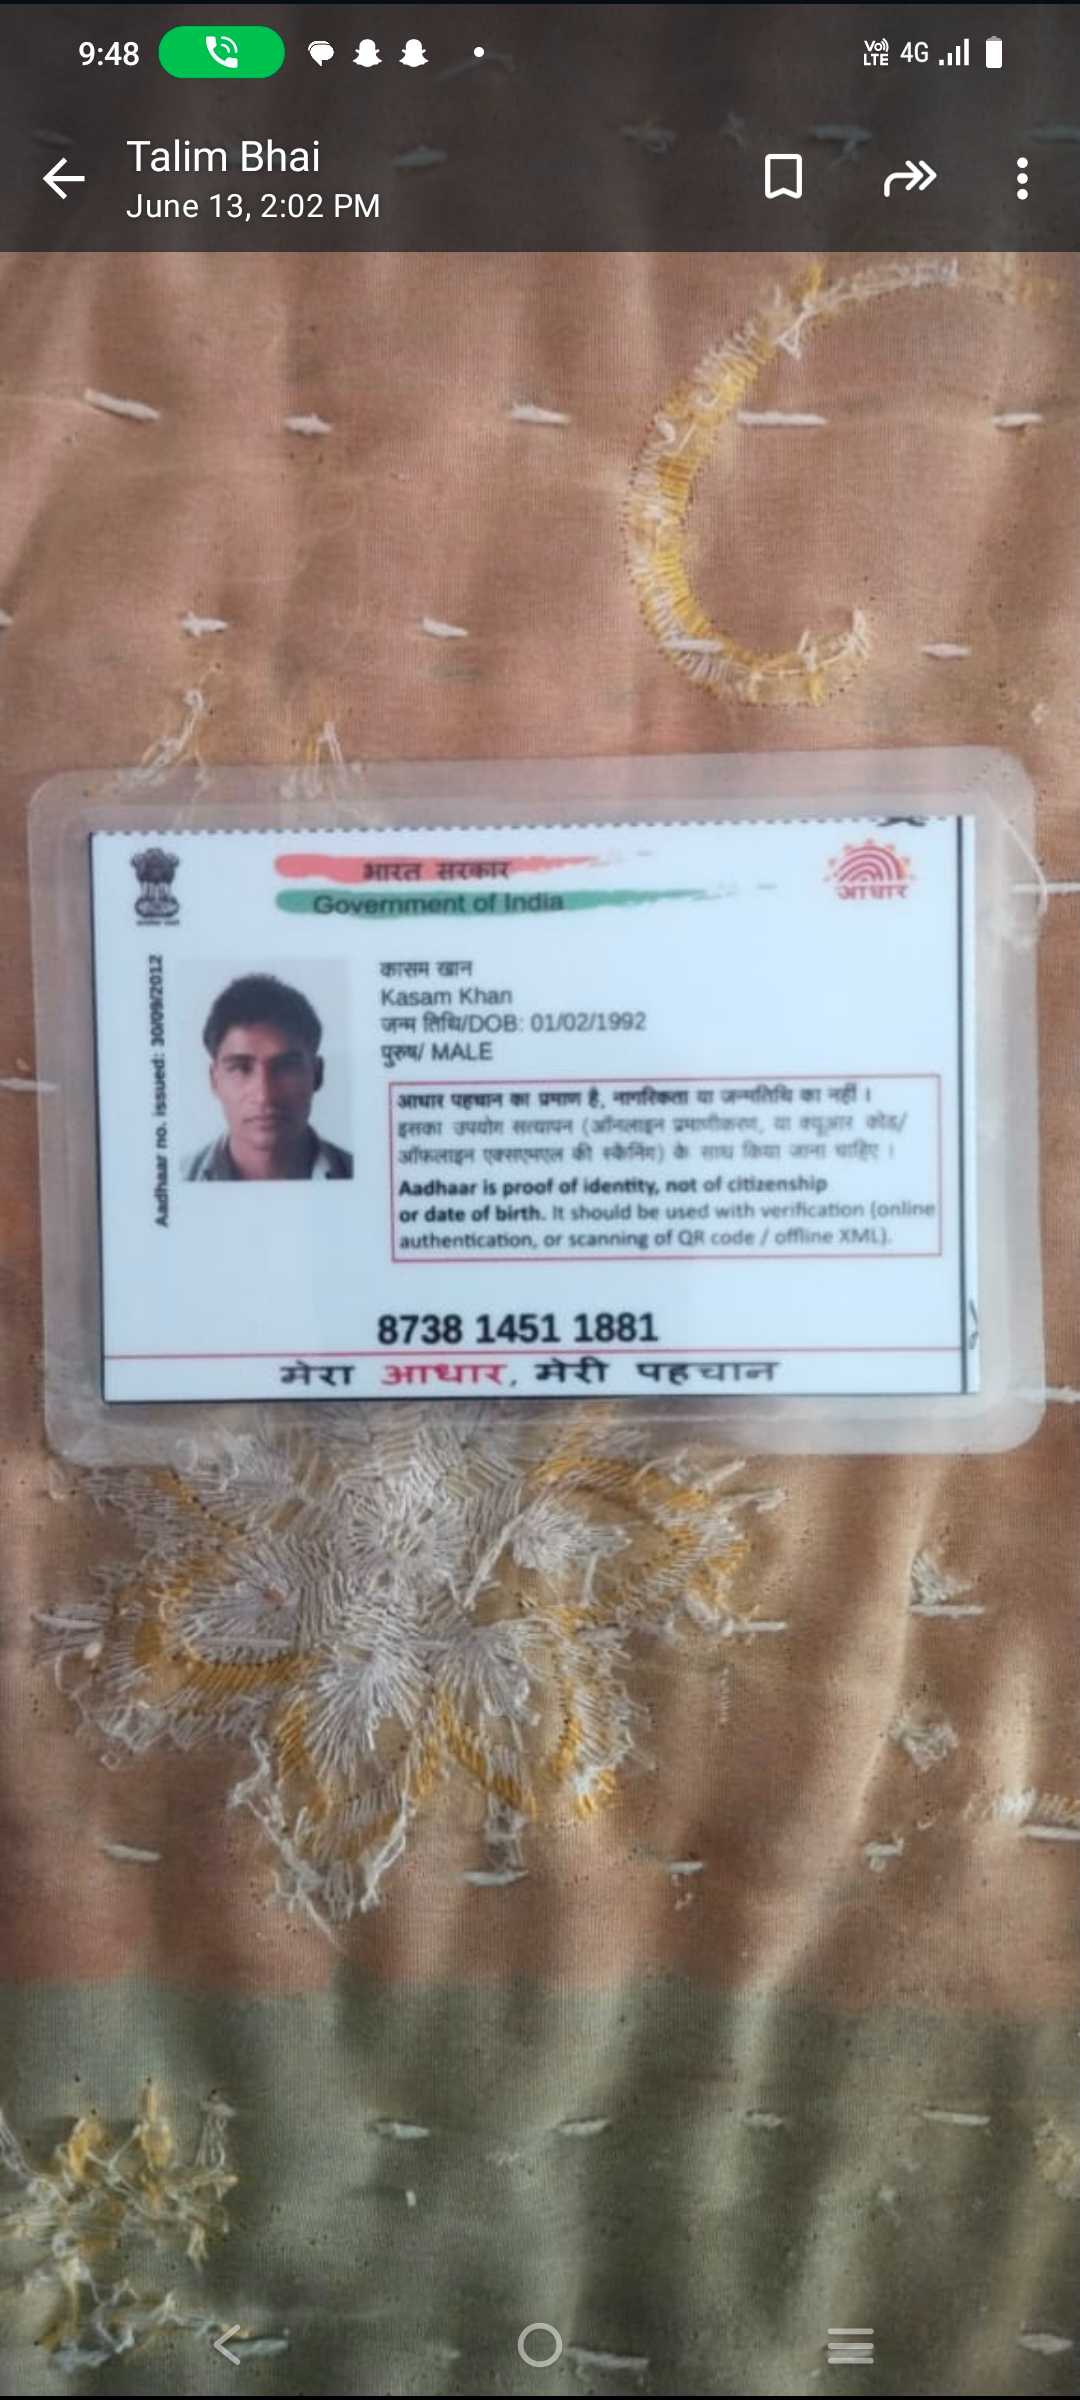 9:48
Vo)) 4G
LTE
Talim Bhai
June 13, 2:02 PM
भारत सरकार
Government of India
आधार
Aadhaar no. issued: 30/09/2012
कासम खान
Kasam Khan
जन्म तिथि/DOB: 01/02/1992
पुरुष/ MALE
आधार पहचान का प्रमाण है, नागरिकता या जन्मतिथि का नहीं ।
इसका उपयोग सत्यापन (ऑनलाइन प्रमाणीकरण, या क्यूआर कोड/
ऑफलाइन एक्सएमएल की स्कैनिंग) के साथ किया जाना चाहिए ।
Aadhaar is proof of identity, not of citizenship
or date of birth. It should be used with verification (online
authentication, or scanning of QR code / offline XML).
8738 1451 1881
मेरा आधार, मेरी पहचान